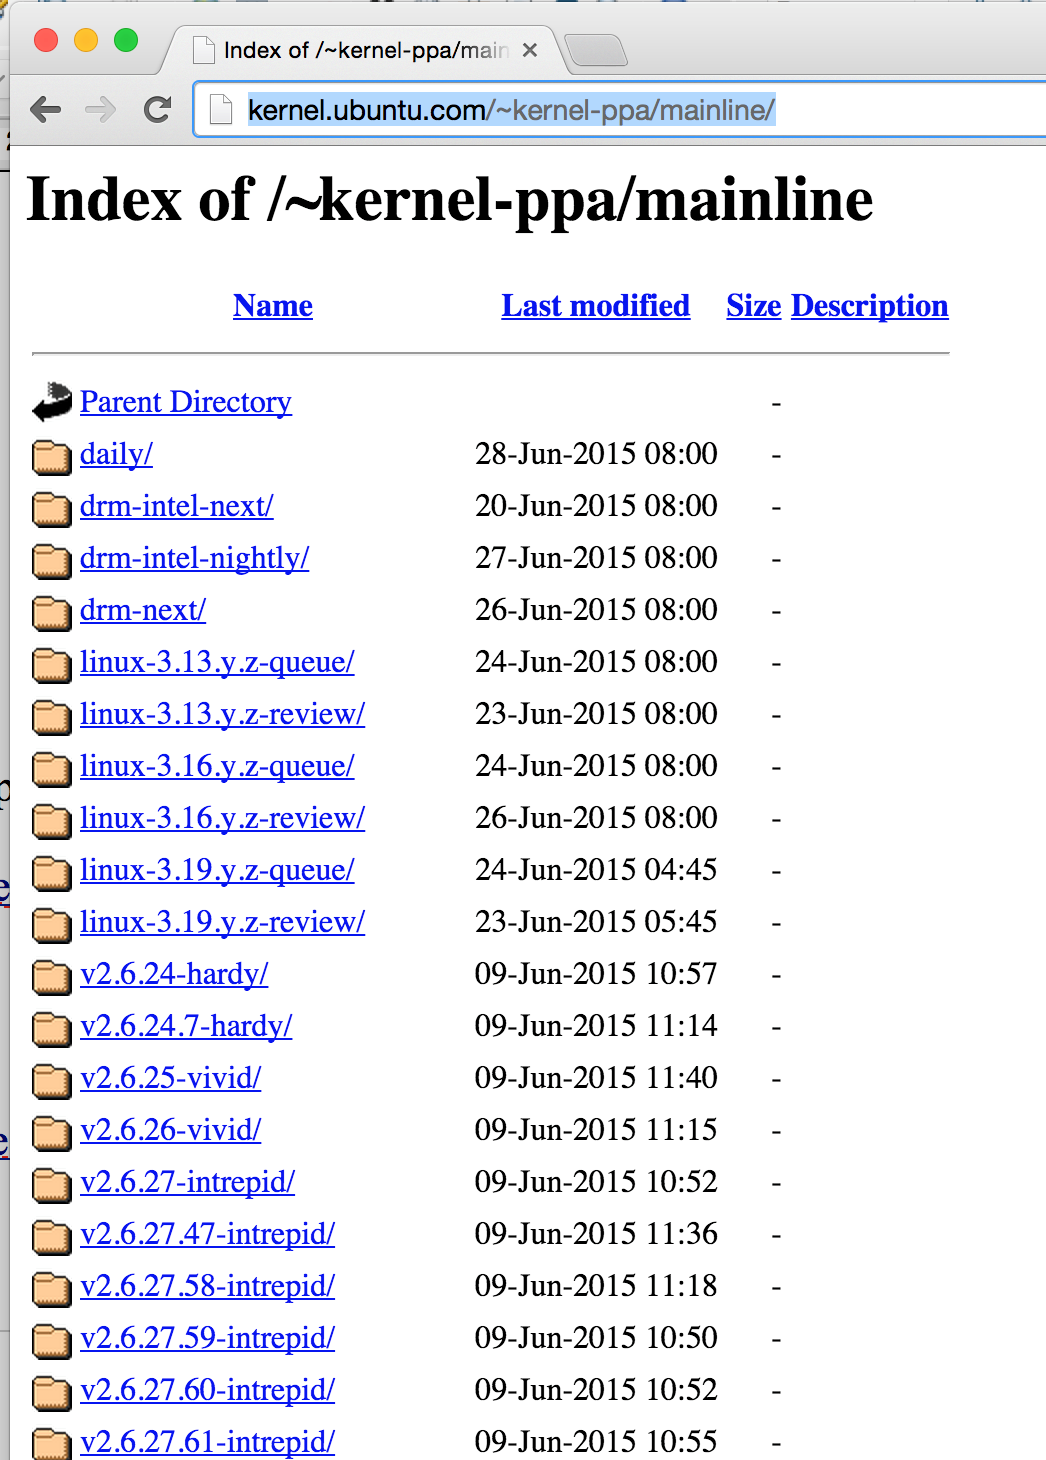 Index of /~kernel-ppa/main
kernel.ubuntu.com/~kernel-ppa/mainline/
Index of /~kernel-ppa/mainline
Name Last modified Size Description
Parent Directory -
daily/ 28-Jun-2015 08:00 -
drm-intel-next/ 20-Jun-2015 08:00 -
drm-intel-nightly/ 27-Jun-2015 08:00 -
drm-next/ 26-Jun-2015 08:00 -
linux-3.13.y.z-queue/ 24-Jun-2015 08:00 -
linux-3.13.y.z-review/ 23-Jun-2015 08:00 -
linux-3.16.y.z-queue/ 24-Jun-2015 08:00 -
linux-3.16.y.z-review/ 26-Jun-2015 08:00 -
linux-3.19.y.z-queue/ 24-Jun-2015 04:45 -
linux-3.19.y.z-review/ 23-Jun-2015 05:45 -
v2.6.24-hardy/ 09-Jun-2015 10:57 -
v2.6.24.7-hardy/ 09-Jun-2015 11:14 -
v2.6.25-vivid/ 09-Jun-2015 11:40 -
v2.6.26-vivid/ 09-Jun-2015 11:15 -
v2.6.27-intrepid/ 09-Jun-2015 10:52 -
v2.6.27.47-intrepid/ 09-Jun-2015 11:36 -
v2.6.27.58-intrepid/ 09-Jun-2015 11:18 -
v2.6.27.59-intrepid/ 09-Jun-2015 10:50 -
v2.6.27.60-intrepid/ 09-Jun-2015 10:52 -
v2.6.27.61-intrepid/ 09-Jun-2015 10:55 -